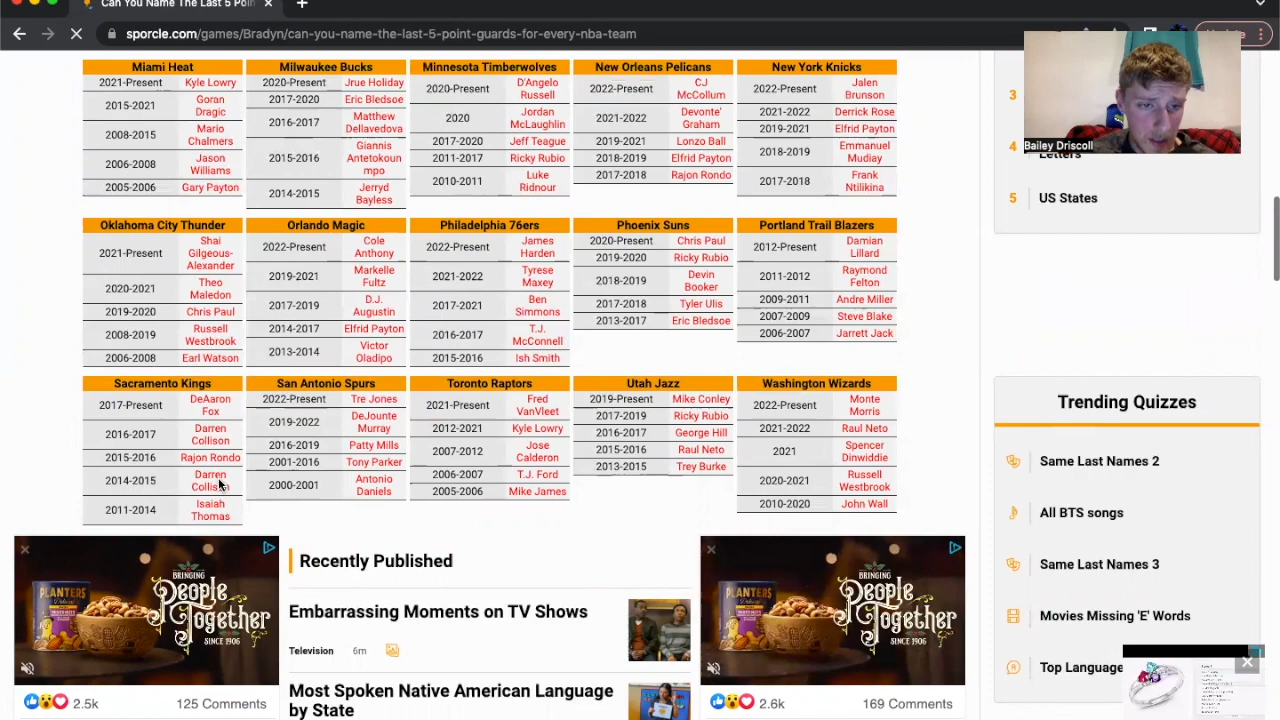 Can You Name The Last 5 Poin
sporcle.com/games/Bradyn/can-you-name-the-last-5-point-guards-for-every-nba-team
Update
Miami Heat
2021-Present Kyle Lowry
2015-2021 Goran Dragic
2008-2015 Mario Chalmers
2006-2008 Jason Williams
2005-2006 Gary Payton
Milwaukee Bucks
2020-Present Jrue Holiday
2017-2020 Eric Bledsoe
2016-2017 Matthew Dellavedova
2015-2016 Giannis Antetokoun mpo
2014-2015 Jerryd Bayless
Minnesota Timberwolves
2020-Present D'Angelo Russell
2020 Jordan McLaughlin
2017-2020 Jeff Teague
2011-2017 Ricky Rubio
2010-2011 Luke Ridnour
New Orleans Pelicans
2022-Present CJ McCollum
2021-2022 Devonte' Graham
2019-2021 Lonzo Ball
2018-2019 Elfrid Payton
2017-2018 Rajon Rondo
New York Knicks
2022-Present Jalen Brunson
2021-2022 Derrick Rose
2019-2021 Elfrid Payton
2018-2019 Emmanuel Mudiay
2017-2018 Frank Ntilikina
Oklahoma City Thunder
2021-Present Shai Gilgeous-Alexander
2020-2021 Theo Maledon
2019-2020 Chris Paul
2008-2019 Russell Westbrook
2006-2008 Earl Watson
Orlando Magic
2022-Present Cole Anthony
2019-2021 Markelle Fultz
2017-2019 D.J. Augustin
2014-2017 Elfrid Payton
2013-2014 Victor Oladipo
Philadelphia 76ers
2022-Present James Harden
2021-2022 Tyrese Maxey
2017-2021 Ben Simmons
2016-2017 T.J. McConnell
2015-2016 Ish Smith
Phoenix Suns
2020-Present Chris Paul
2019-2020 Ricky Rubio
2018-2019 Devin Booker
2017-2018 Tyler Ulis
2013-2017 Eric Bledsoe
Portland Trail Blazers
2012-Present Damian Lillard
2011-2012 Raymond Felton
2009-2011 Andre Miller
2007-2009 Steve Blake
2006-2007 Jarrett Jack
Sacramento Kings
2017-Present DeAaron Fox
2016-2017 Darren Collison
2015-2016 Rajon Rondo
2014-2015 Darren Collison
2011-2014 Isaiah Thomas
San Antonio Spurs
2022-Present Tre Jones
2019-2022 DeJounte Murray
2016-2019 Patty Mills
2001-2016 Tony Parker
2000-2001 Antonio Daniels
Toronto Raptors
2021-Present Fred VanVleet
2012-2021 Kyle Lowry
2007-2012 Jose Calderon
2006-2007 T.J. Ford
2005-2006 Mike James
Utah Jazz
2019-Present Mike Conley
2017-2019 Ricky Rubio
2016-2017 George Hill
2015-2016 Raul Neto
2013-2015 Trey Burke
Washington Wizards
2022-Present Monte Morris
2021-2022 Raul Neto
2021 Spencer Dinwiddie
2020-2021 Russell Westbrook
2010-2020 John Wall
Bailey Driscoll
3
4 Letters
5 US States
Trending Quizzes
Same Last Names 2
All BTS songs
Same Last Names 3
Movies Missing 'E' Words
Top Language
BRINGING
People
Together
SINCE 1906
PLANTERS
2.5k 125 Comments
Recently Published
Embarrassing Moments on TV Shows
Television 6m
Most Spoken Native American Language
by State
BRINGING
People
Together
SINCE 1906
PLANTERS
2.6k 169 Comments